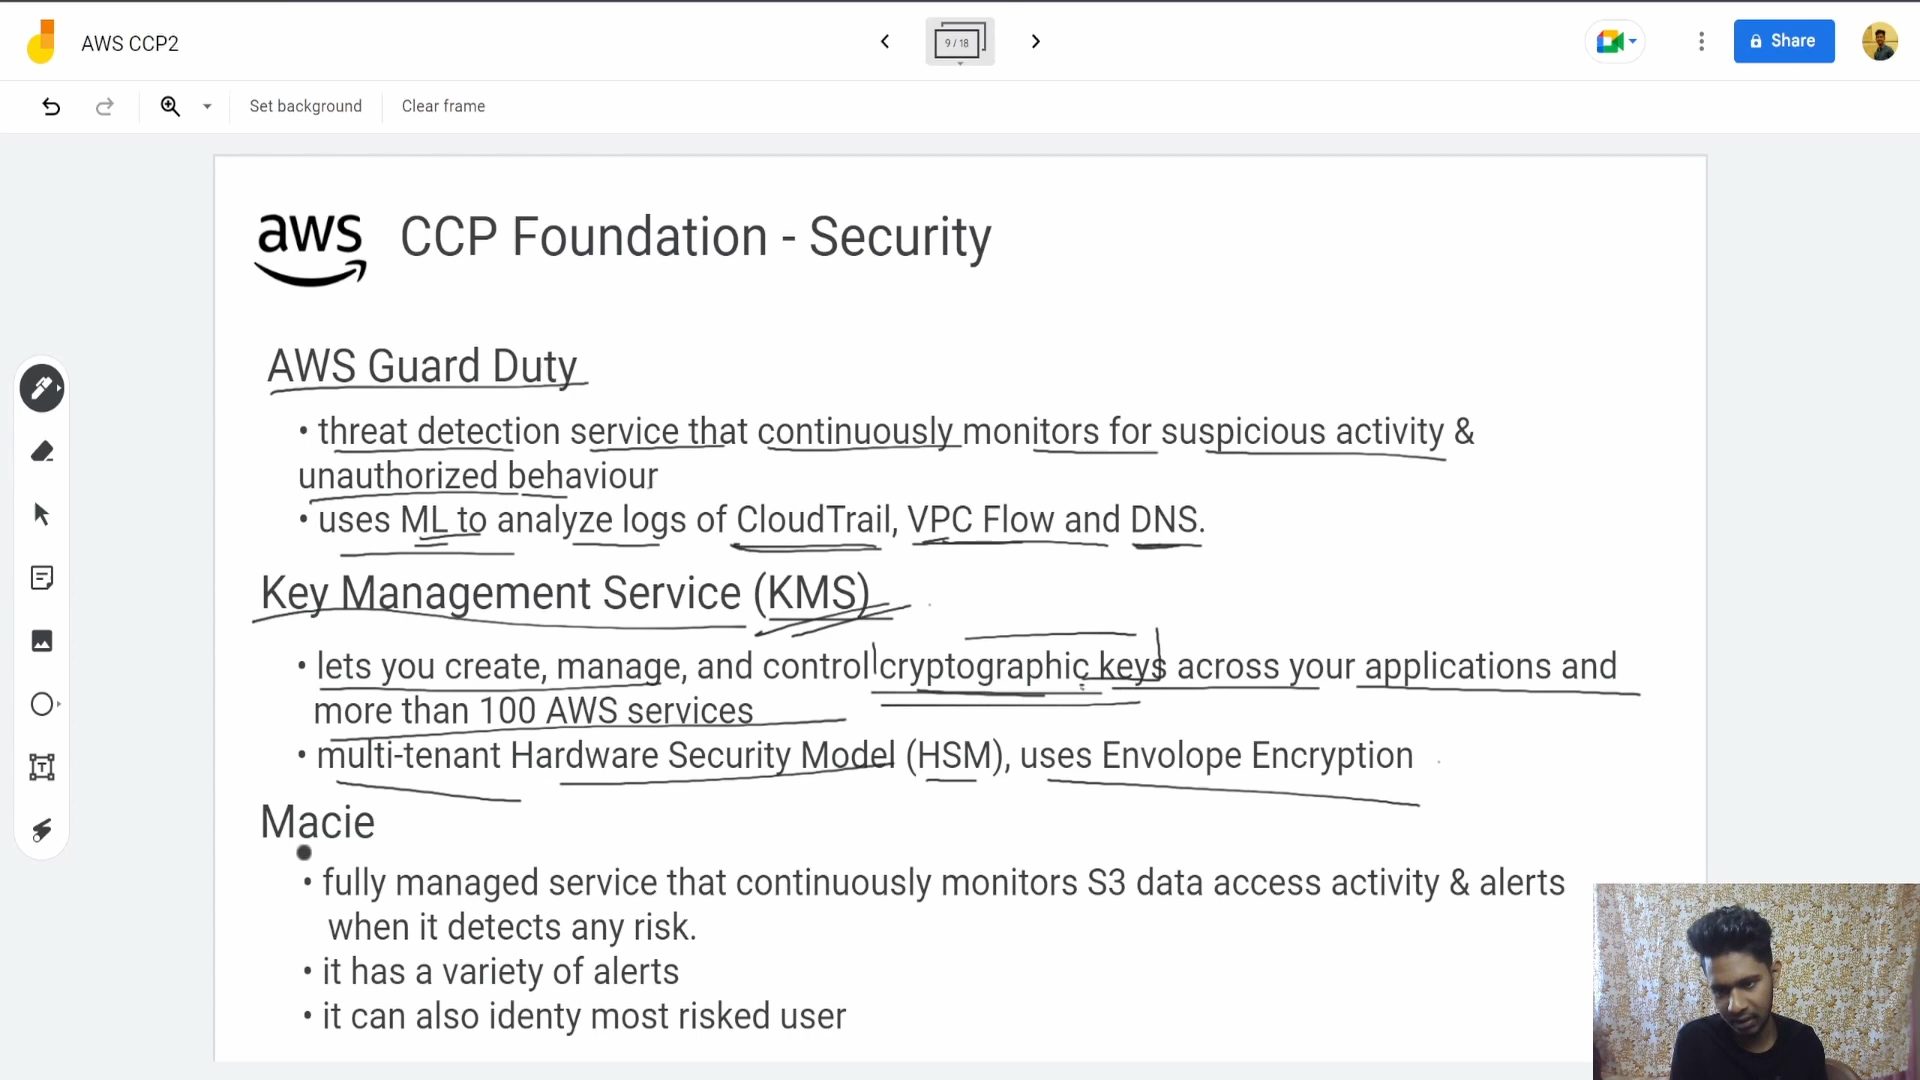 AWS CCP2
9 / 18
Share
Set background
Clear frame
aws CCP Foundation - Security
AWS Guard Duty
• threat detection service that continuously monitors for suspicious activity &
unauthorized behaviour
• uses ML to analyze logs of CloudTrail, VPC Flow and DNS.
Key Management Service (KMS)
• lets you create, manage, and control cryptographic keys across your applications and
more than 100 AWS services
• multi-tenant Hardware Security Model (HSM), uses Envolope Encryption
Macie
• fully managed service that continuously monitors S3 data access activity & alerts
when it detects any risk.
• it has a variety of alerts
• it can also identy most risked user